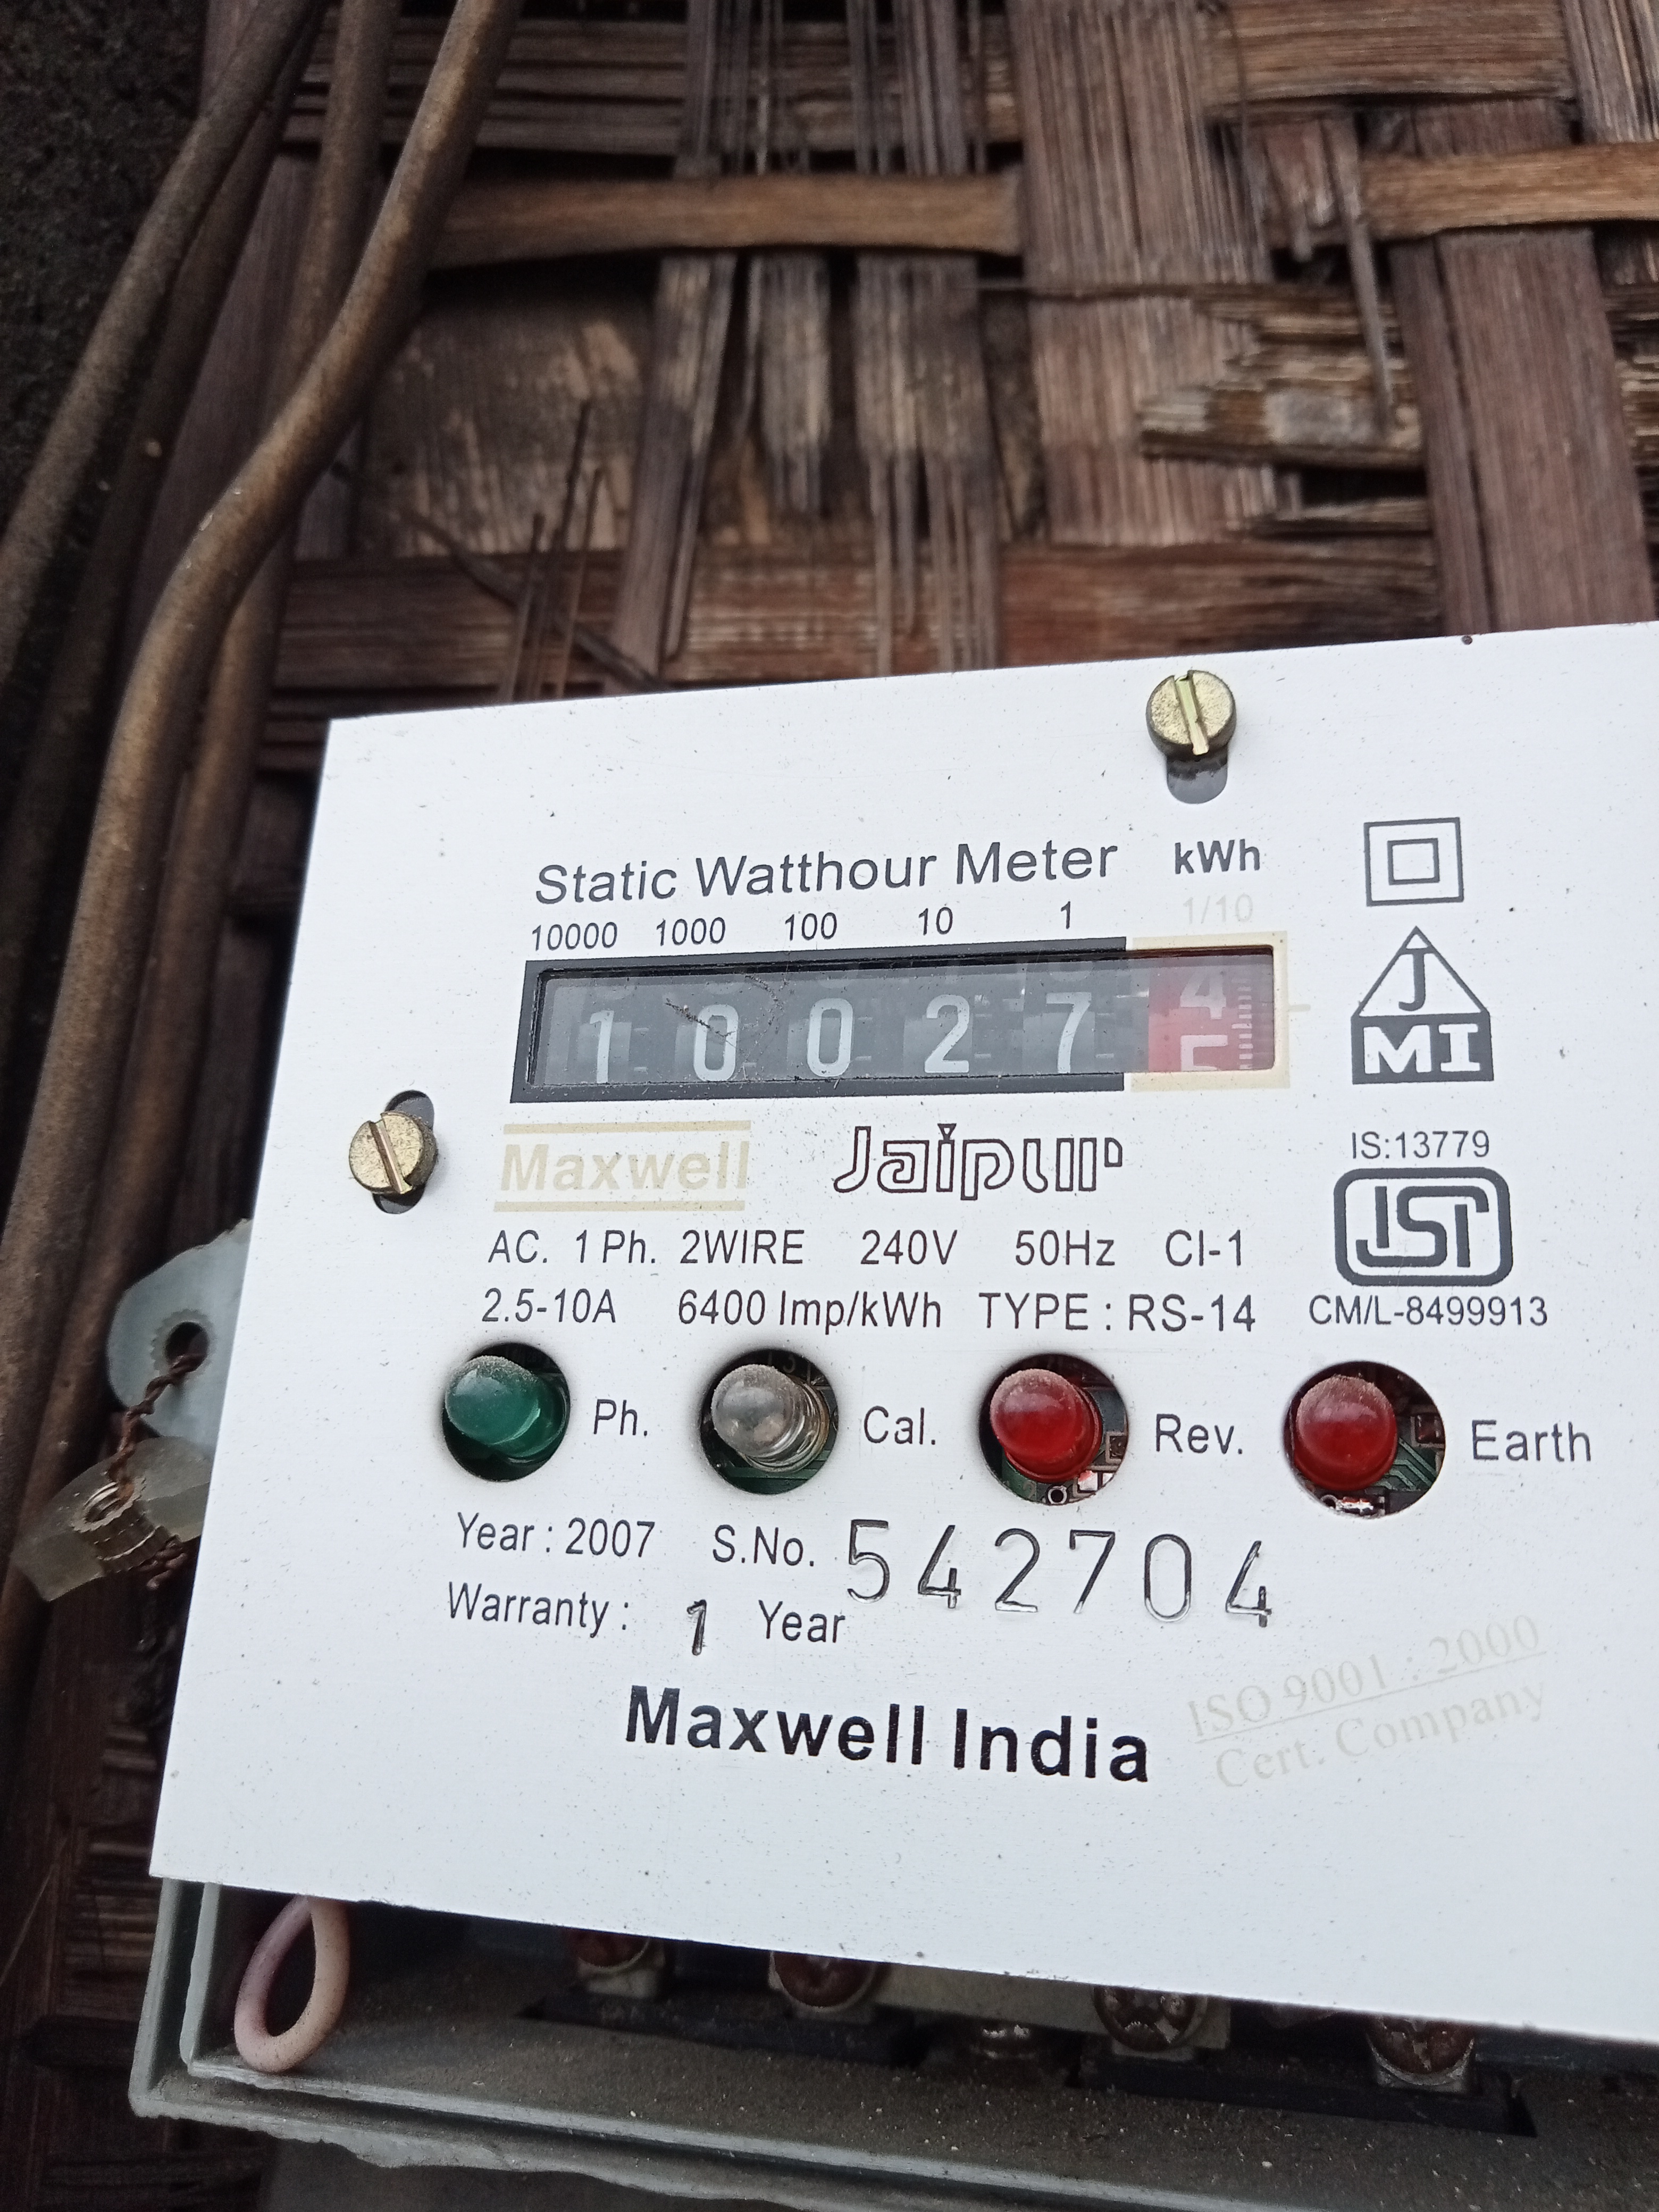 Static Watthour Meter kWh
10000 1000 100 10 1 1/10
1 0 0 2 7 4
5
J
MI
Maxwell Jaipur
IS:13779
ISI
AC. 1 Ph. 2WIRE 240V 50Hz Cl-1
2.5-10A 6400 Imp/kWh TYPE : RS-14 CM/L-8499913
Ph. Cal. Rev. Earth
Year : 2007 S.No. 542704
Warranty : 1 Year
Maxwell India
ISO 9001 : 2000
Cert. Company